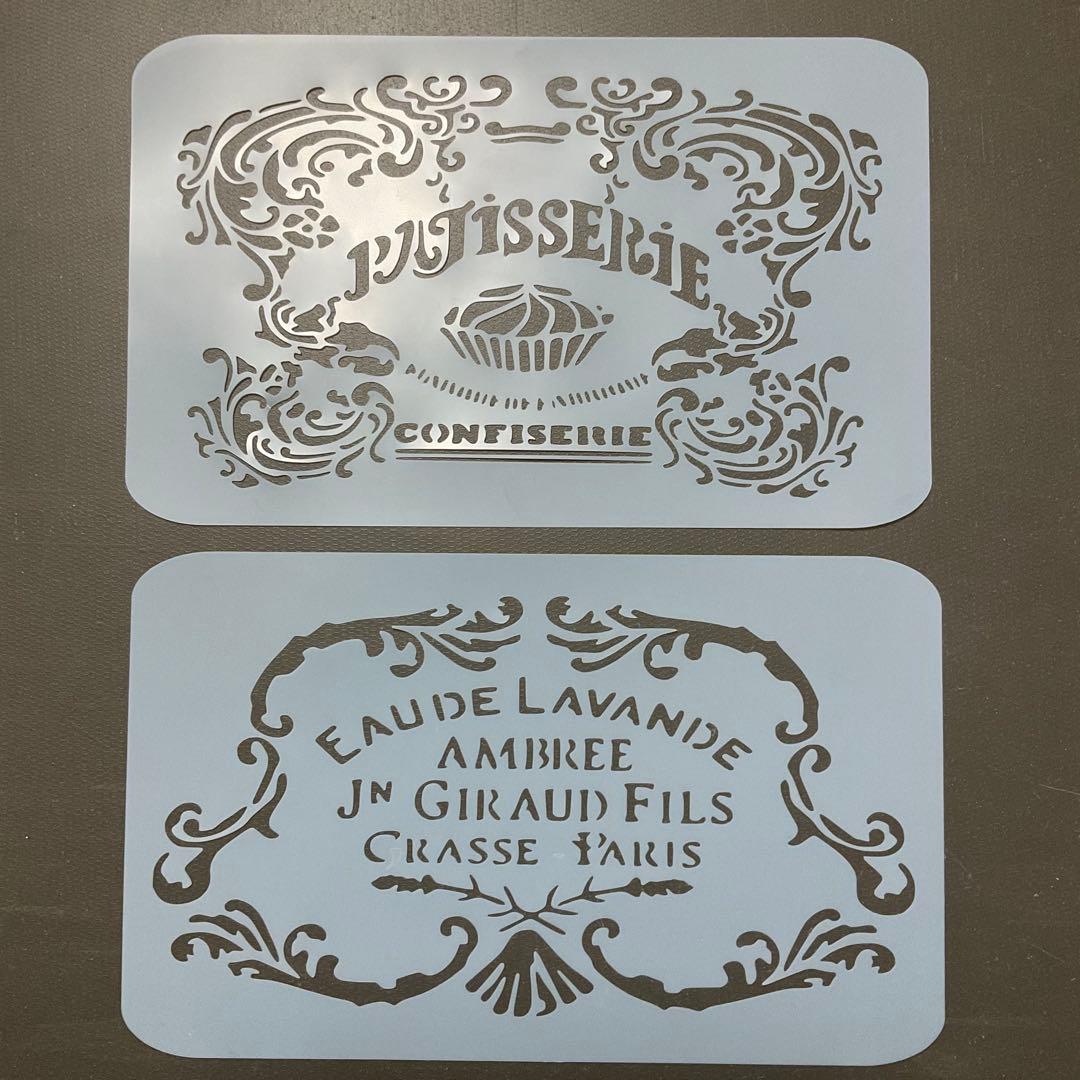 PATISSERIE
CONFISERIE
EAU DE LAVANDE
AMBREE
JN GIRAUD FILS
GRASSE PARIS